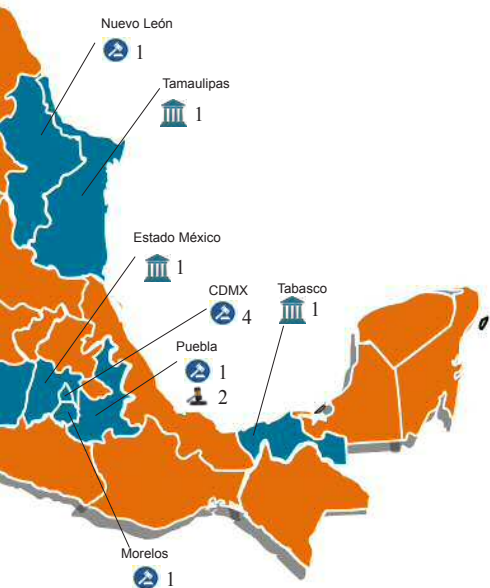 Nuevo León
1
Tamaulipas
1
Estado México
1
CDMX
4
Tabasco
1
Puebla
1
2
Morelos
1